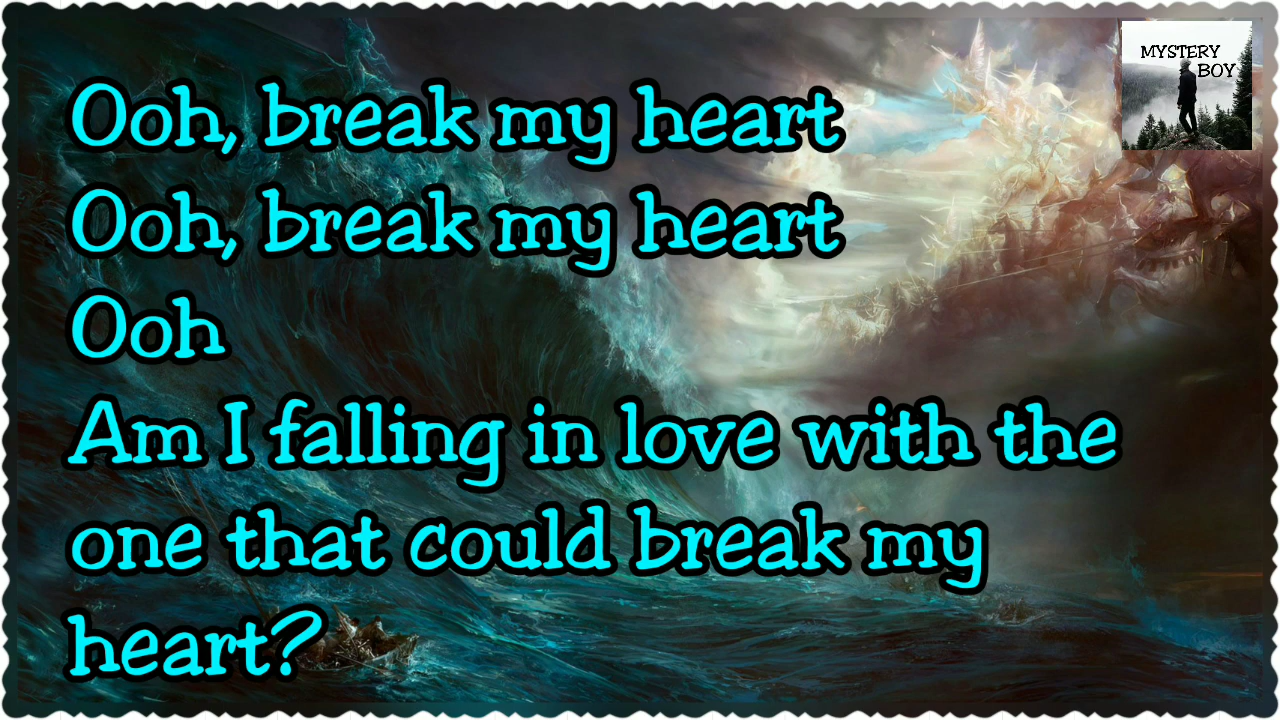 MYSTERY
BOY
Ooh, break my heart
Ooh, break my heart
Ooh
Am I falling in love with the
one that could break my
heart?